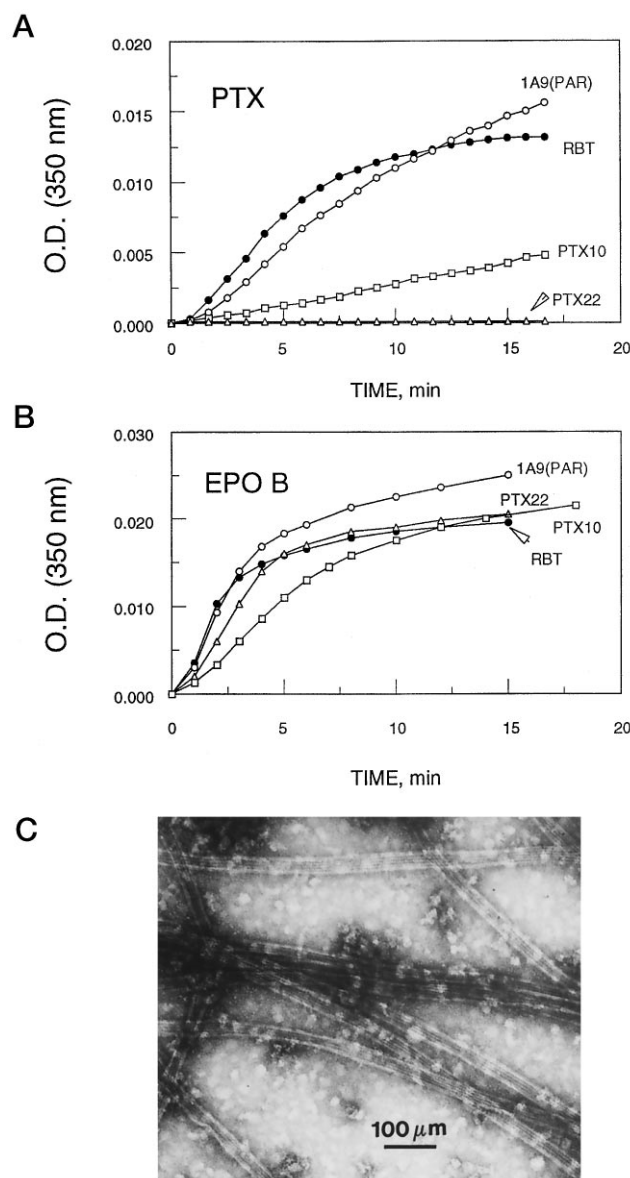 A
O.D. (350 nm)
0.020
0.015
0.010
0.005
0.000
PTX
1A9(PAR)
RBT
PTX10
PTX22
0 5 10 15 20
TIME, min
B
O.D. (350 nm)
0.030
0.020
0.010
0.000
EPO B
1A9(PAR)
PTX22
PTX10
RBT
0 5 10 15 20
TIME, min
C
100 μm